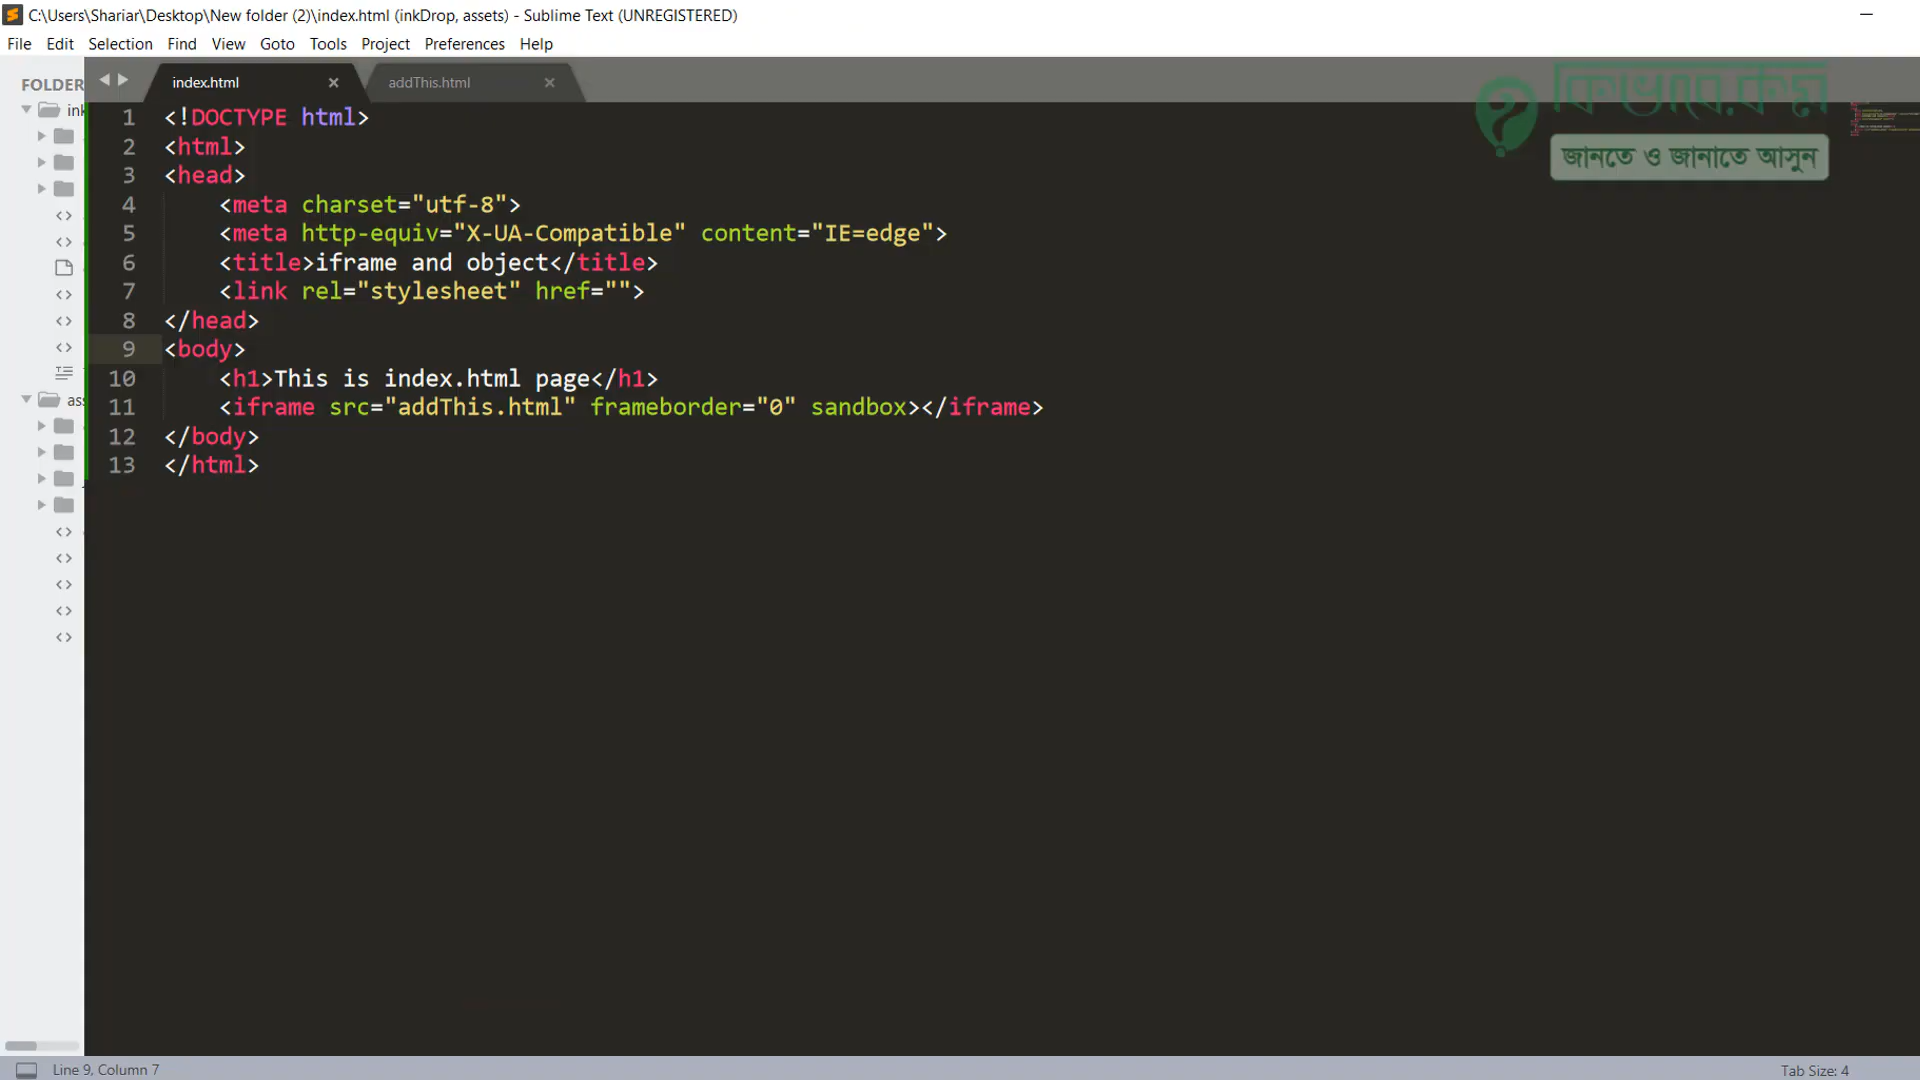 C:\Users\Shariar\Desktop\New folder (2)\index.html (inkDrop, assets) - Sublime Text (UNREGISTERED)
File Edit Selection Find View Goto Tools Project Preferences Help
FOLDER
index.html
addThis.html
ink
ass
কিভাবে.কম
জানতে ও জানাতে আসুন
1 <!DOCTYPE html>
2 <html>
3 <head>
4 <meta charset="utf-8">
5 <meta http-equiv="X-UA-Compatible" content="IE=edge">
6 <title>iframe and object</title>
7 <link rel="stylesheet" href="">
8 </head>
9 <body>
10 <h1>This is index.html page</h1>
11 <iframe src="addThis.html" frameborder="0" sandbox></iframe>
12 </body>
13 </html>
Line 9, Column 7
Tab Size: 4